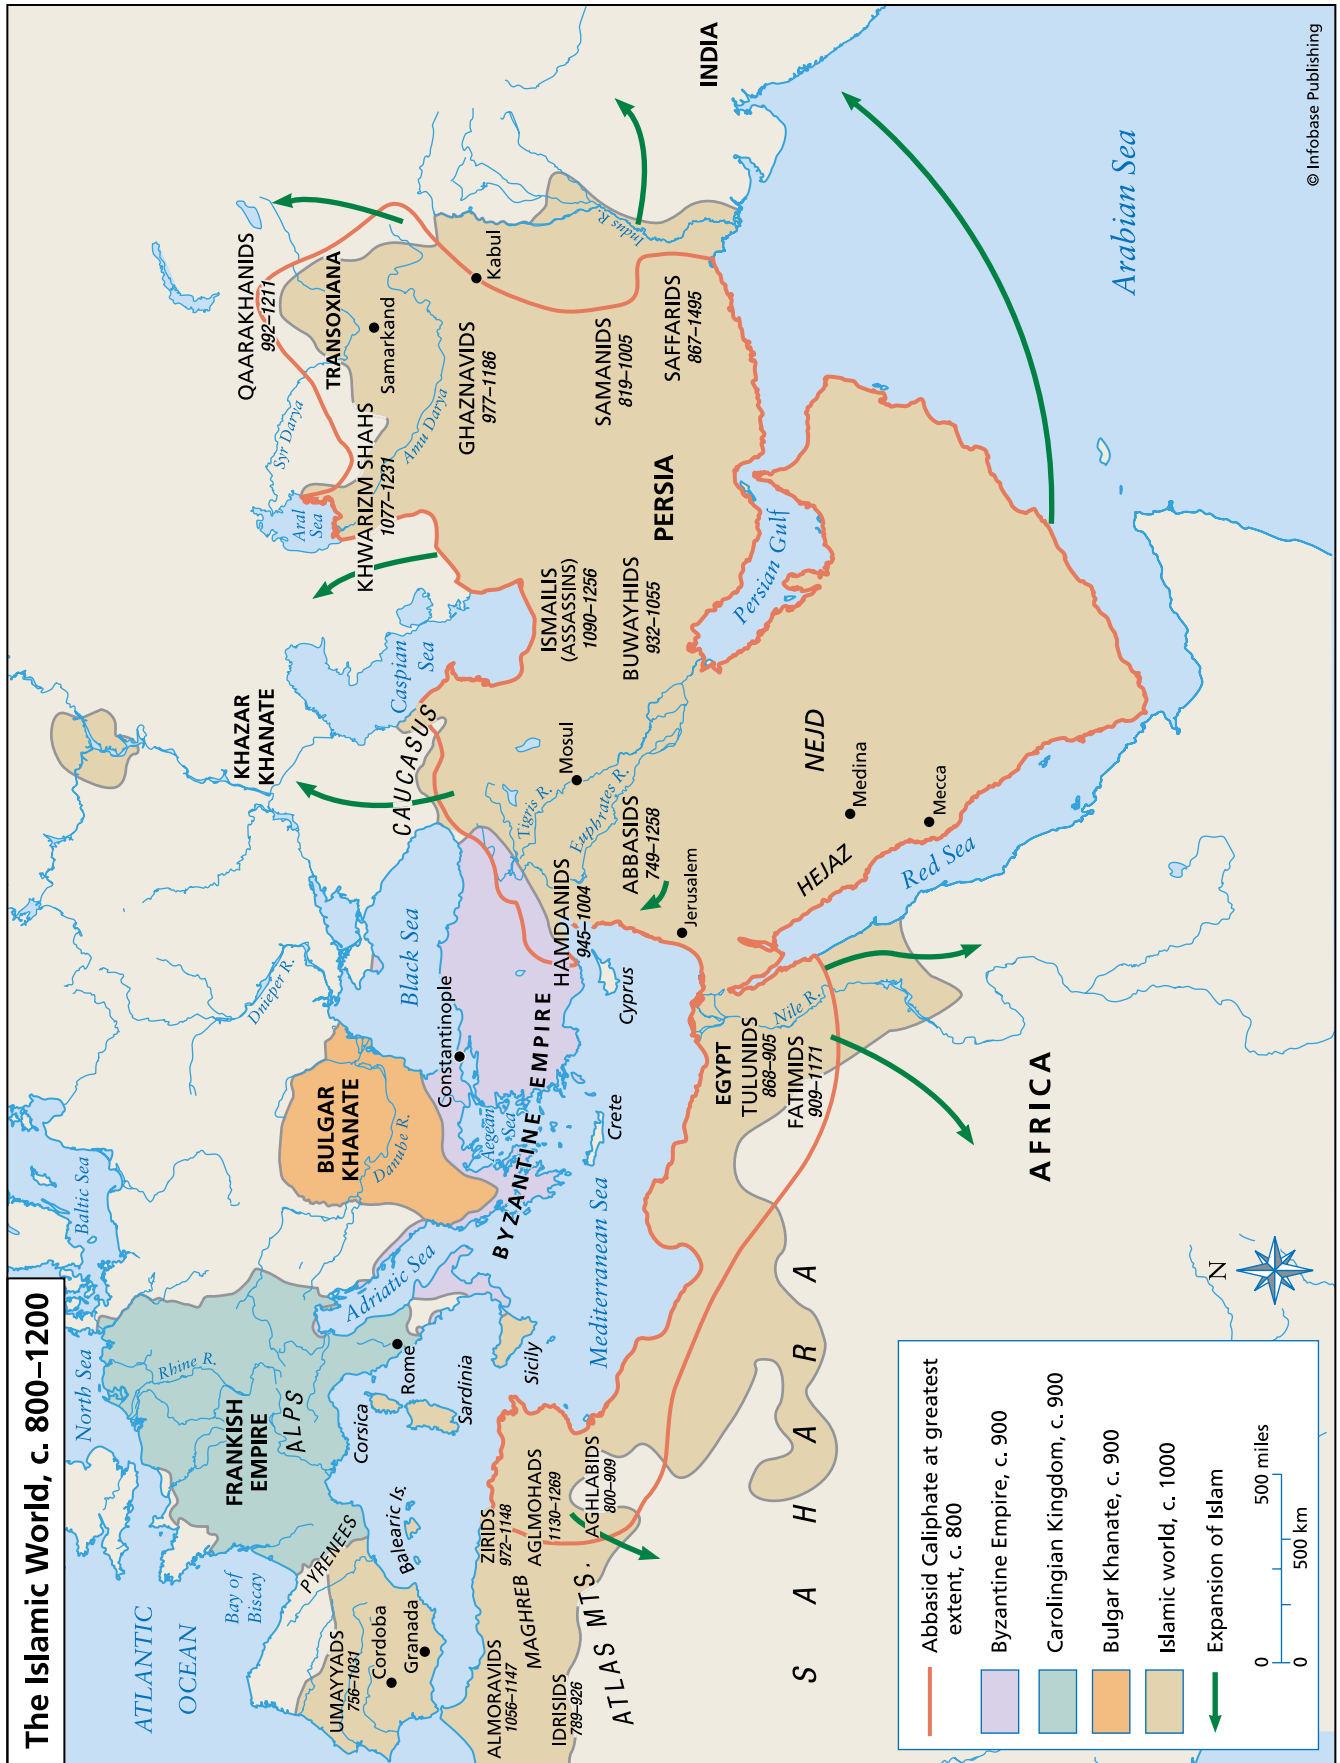 The Islamic World, c. 800–1200
ATLANTIC
OCEAN
North Sea
Baltic Sea
Bay of
Biscay
Rhine R.
FRANKISH
EMPIRE
ALPS
PYRENEES
UMAYYADS
756–1031
Cordoba
Granada
Balearic Is.
Corsica
Sardinia
Rome
Sicily
Adriatic Sea
BULGAR
KHANATE
Danube R.
Dnieper R.
KHAZAR
KHANATE
Black Sea
Constantinople
Aegean
Sea
BYZANTINE EMPIRE
Crete
Cyprus
Mediterranean Sea
CAUCASUS
Caspian
Sea
Aral
Sea
Syr Darya
Amu Darya
QAARAKHANIDS
992–1211
TRANSOXIANA
Samarkand
KHWARIZM SHAHS
1077–1231
GHAZNAVIDS
977–1186
Kabul
Indus R.
INDIA
SAMANIDS
819–1005
SAFFARIDS
867–1495
PERSIA
ISMAILIS
(ASSASSINS)
1090–1256
BUWAYHIDS
932–1055
Persian Gulf
Mosul
Tigris R.
Euphrates R.
HAMDANIDS
945–1004
ABBASIDS
749–1258
Jerusalem
NEJD
Medina
Mecca
HEJAZ
Red Sea
Arabian Sea
EGYPT
TULUNIDS
868–905
FATIMIDS
909–1171
Nile R.
AFRICA
SAHARA
ZIRIDS
972–1148
AGLMOHADS
1130–1269
AGHLABIDS
800–909
MAGHREB
ALMORAVIDS
1056–1147
IDRISIDS
789–926
ATLAS MTS.
N
Abbasid Caliphate at greatest
extent, c. 800
Byzantine Empire, c. 900
Carolingian Kingdom, c. 900
Bulgar Khanate, c. 900
Islamic world, c. 1000
Expansion of Islam
0 500 miles
0 500 km
© Infobase Publishing